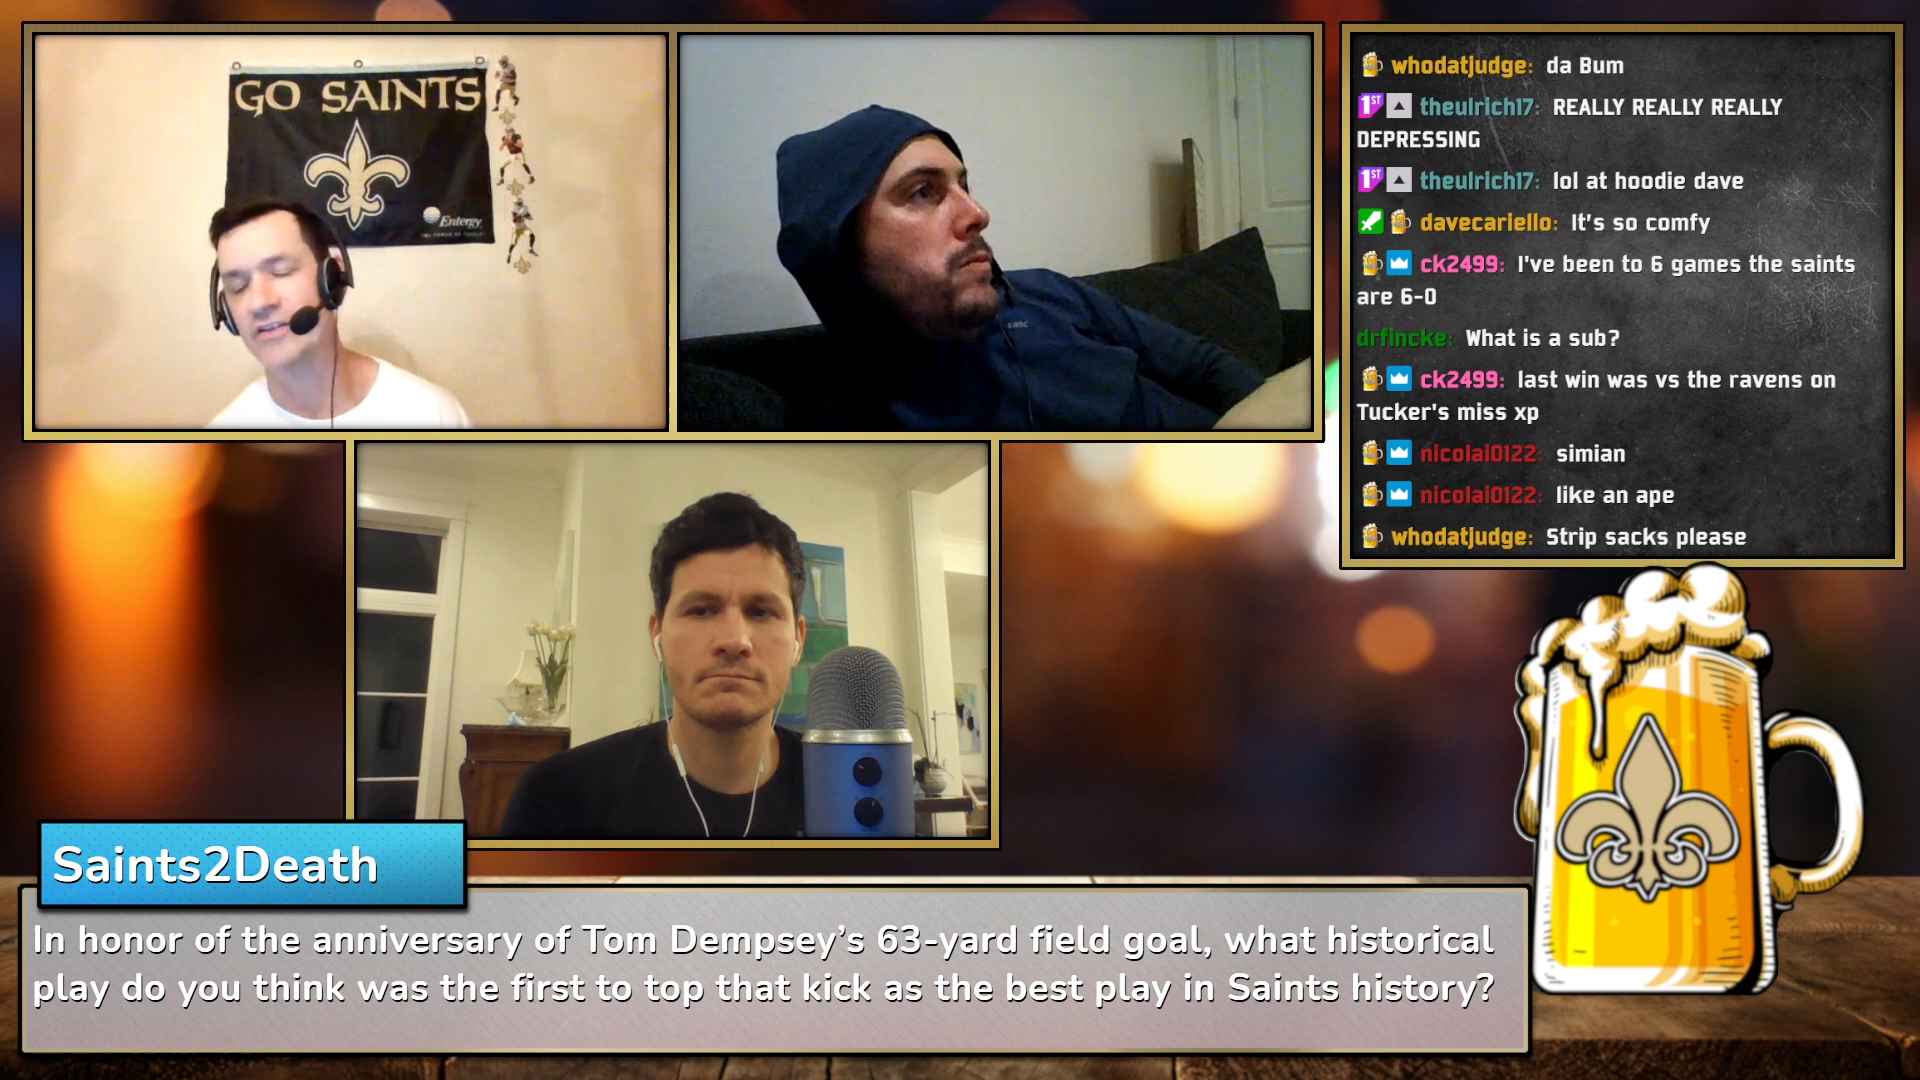 GO SAINTS
Entergy
whodatjudge: da Bum
1ST theulrich17: REALLY REALLY REALLY
DEPRESSING
1ST theulrich17: lol at hoodie dave
davecariello: It's so comfy
ck2499: I've been to 6 games the saints
are 6-0
drfincke: What is a sub?
ck2499: last win was vs the ravens on
Tucker's miss xp
nicolai0122: simian
nicolai0122: like an ape
whodatjudge: Strip sacks please
Saints2Death
In honor of the anniversary of Tom Dempsey’s 63-yard field goal, what historical
play do you think was the first to top that kick as the best play in Saints history?